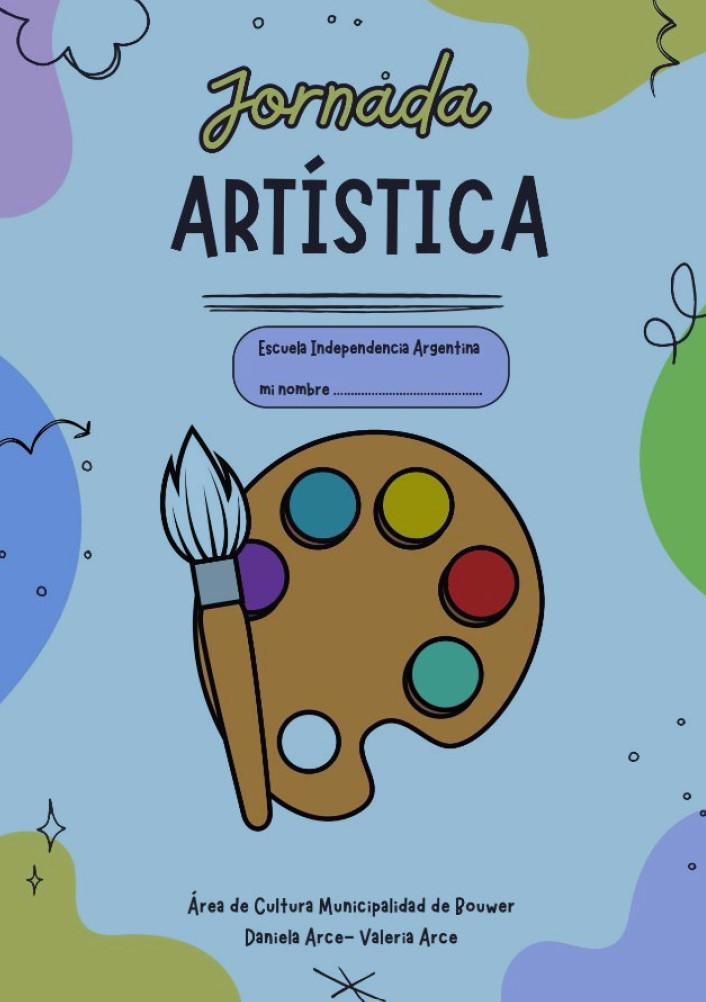 Jornada
ARTÍSTICA
Escuela Independencia Argentina
mi nombre ............................................
Área de Cultura Municipalidad de Bouwer
Daniela Arce- Valeria Arce